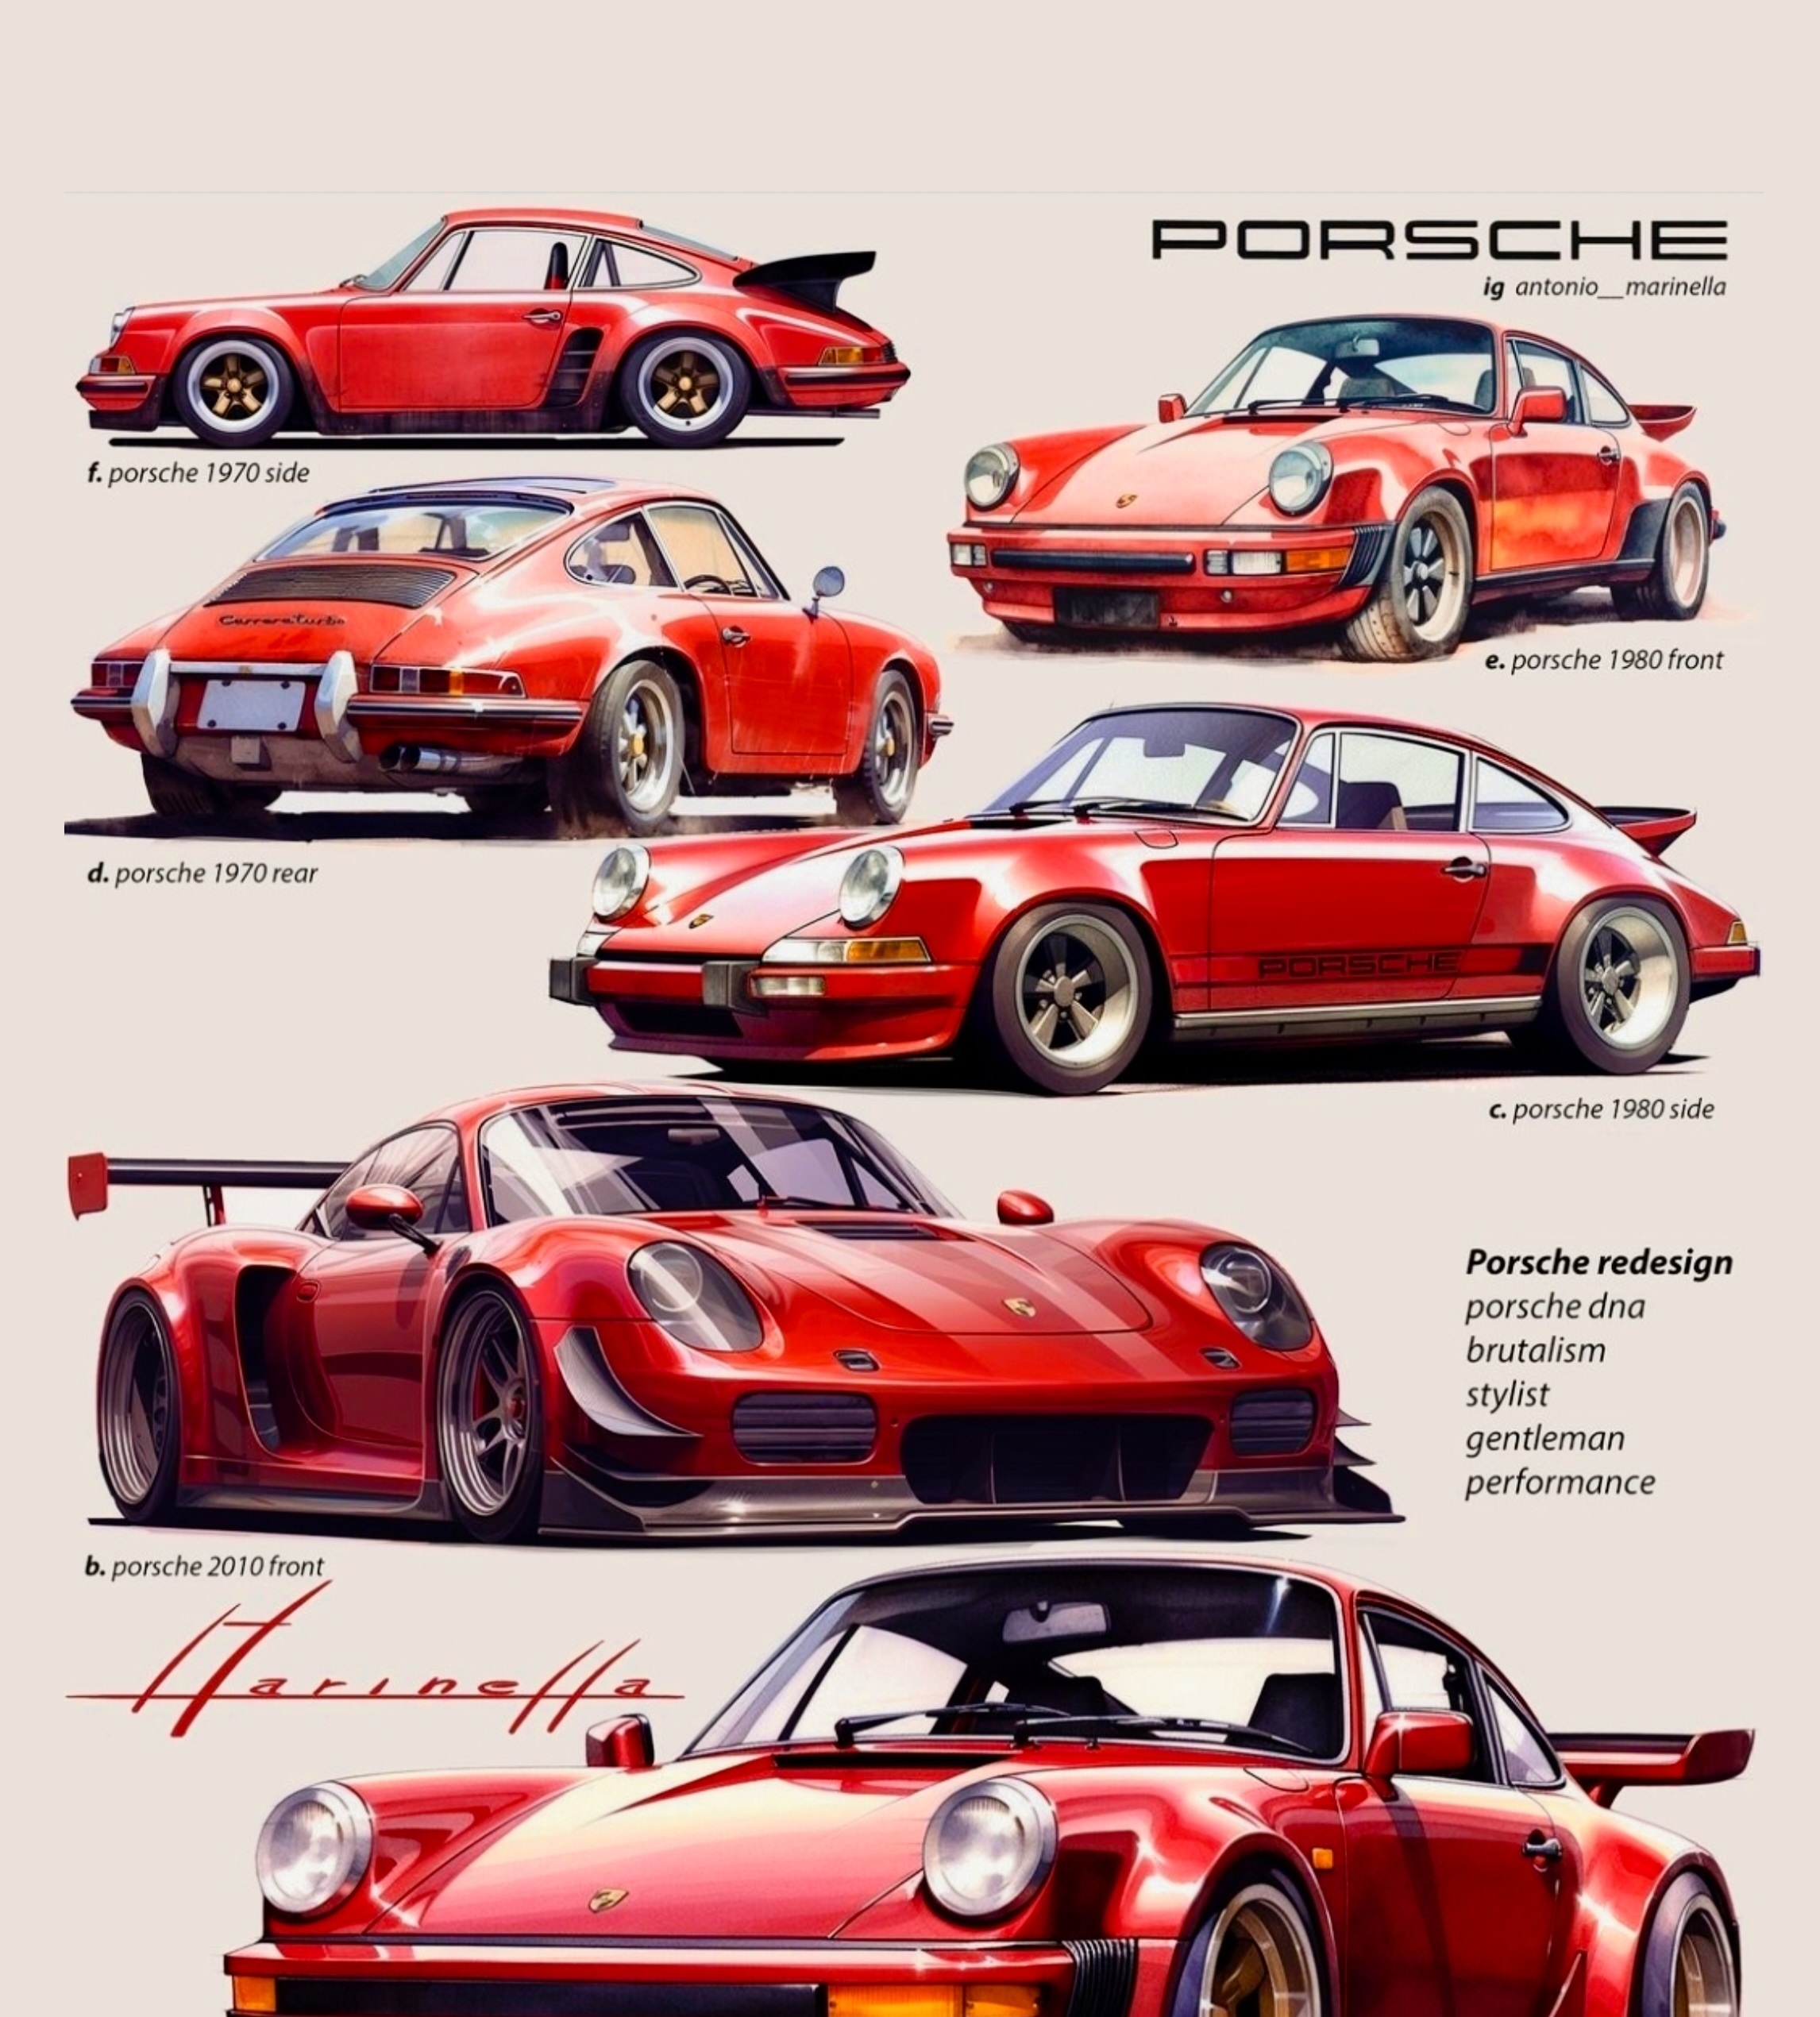 PORSCHE
ig antonio__marinella
f. porsche 1970 side
Carrera turbo
e. porsche 1980 front
d. porsche 1970 rear
PORSCHE
c. porsche 1980 side
Porsche redesign
porsche dna
brutalism
stylist
gentleman
performance
b. porsche 2010 front
Marinella